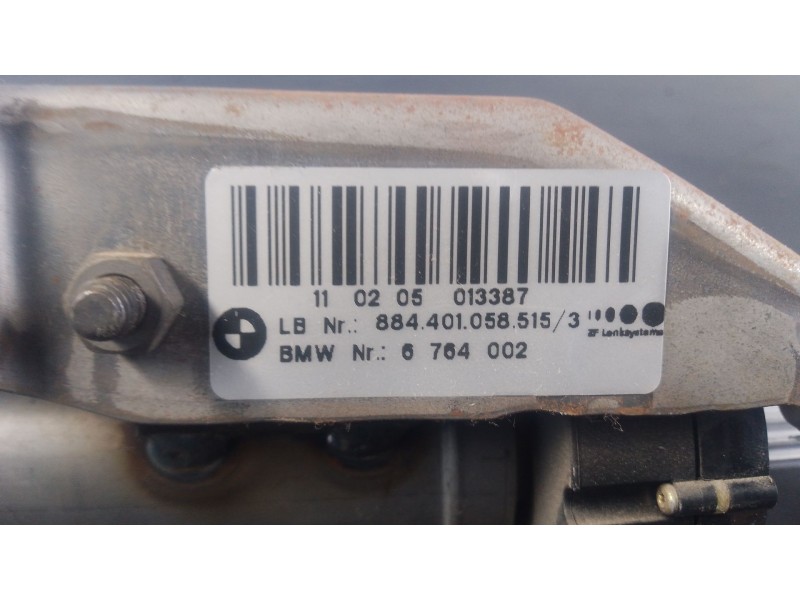 11 02 05 013387
LB Nr.: 884.401.058.515/3
ZF Lenksysteme
BMW Nr.: 6 764 002